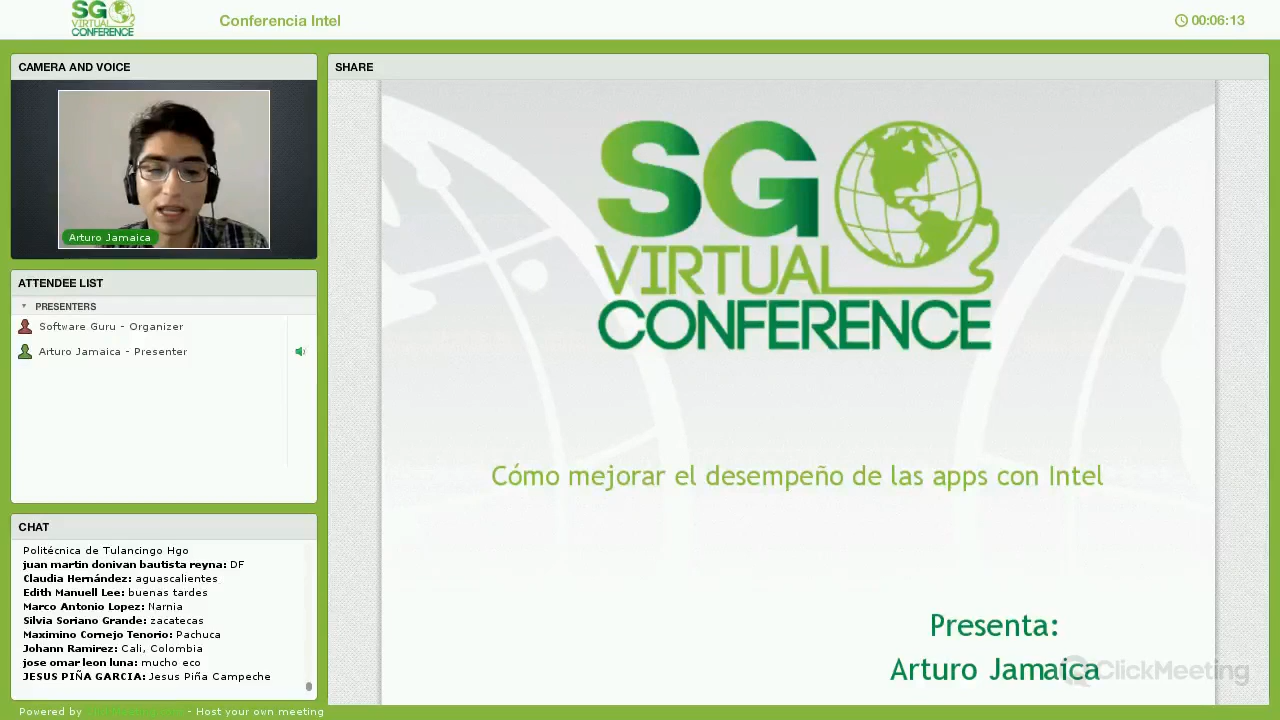 SG
VIRTUAL
CONFERENCE
Conferencia Intel
00:06:13
CAMERA AND VOICE
Arturo Jamaica
ATTENDEE LIST
PRESENTERS
Software Guru - Organizer
Arturo Jamaica - Presenter
CHAT
Politécnica de Tulancingo Hgo
juan martin donivan bautista reyna: DF
Claudia Hernández: aguascalientes
Edith Manuell Lee: buenas tardes
Marco Antonio Lopez: Narnia
Silvia Soriano Grande: zacatecas
Maximino Cornejo Tenorio: Pachuca
Johann Ramirez: Cali, Colombia
jose omar leon luna: mucho eco
JESUS PIÑA GARCIA: Jesus Piña Campeche
Powered by - Host your own meeting
SHARE
SG
VIRTUAL
CONFERENCE
Cómo mejorar el desempeño de las apps con Intel
Presenta:
Arturo Jamaica
ClickMeeting